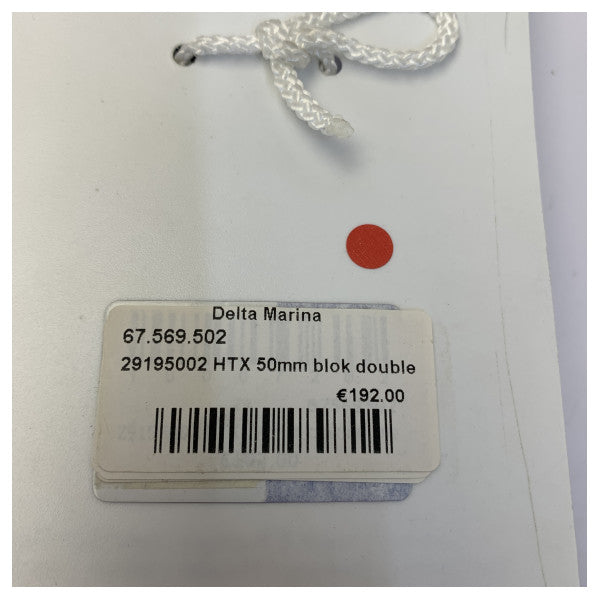 Delta Marina
67.569.502
29195002 HTX 50mm blok double
€192.00